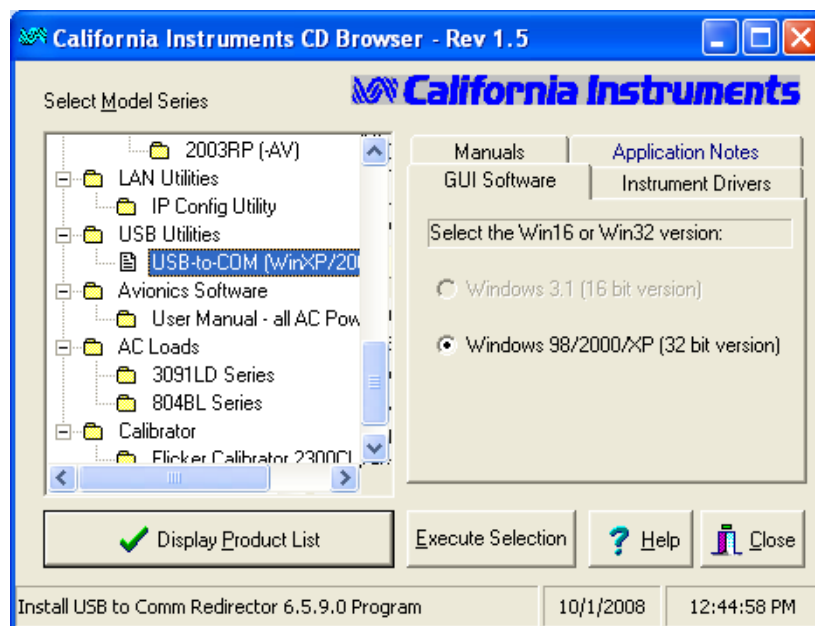 California Instruments CD Browser - Rev 1.5
Select Model Series
California Instruments
2003RP (-AV)
LAN Utilities
IP Config Utility
USB Utilities
USB-to-COM (WinXP/20
Avionics Software
User Manual - all AC Pow
AC Loads
3091LD Series
804BL Series
Calibrator
Flicker Calibrator 2300CL
Manuals
Application Notes
GUI Software
Instrument Drivers
Select the Win16 or Win32 version:
Windows 3.1 (16 bit version)
Windows 98/2000/XP (32 bit version)
Display Product List
Execute Selection
? Help
Close
Install USB to Comm Redirector 6.5.9.0 Program
10/1/2008
12:44:58 PM